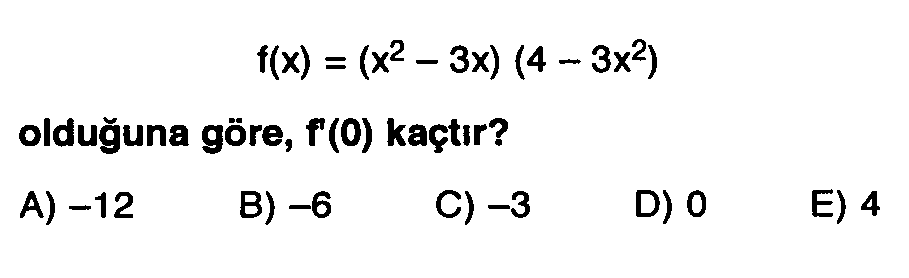 f(x) = (x² – 3x) (4 – 3x²)
olduğuna göre, f'(0) kaçtır?
A) –12 B) –6 C) –3 D) 0 E) 4